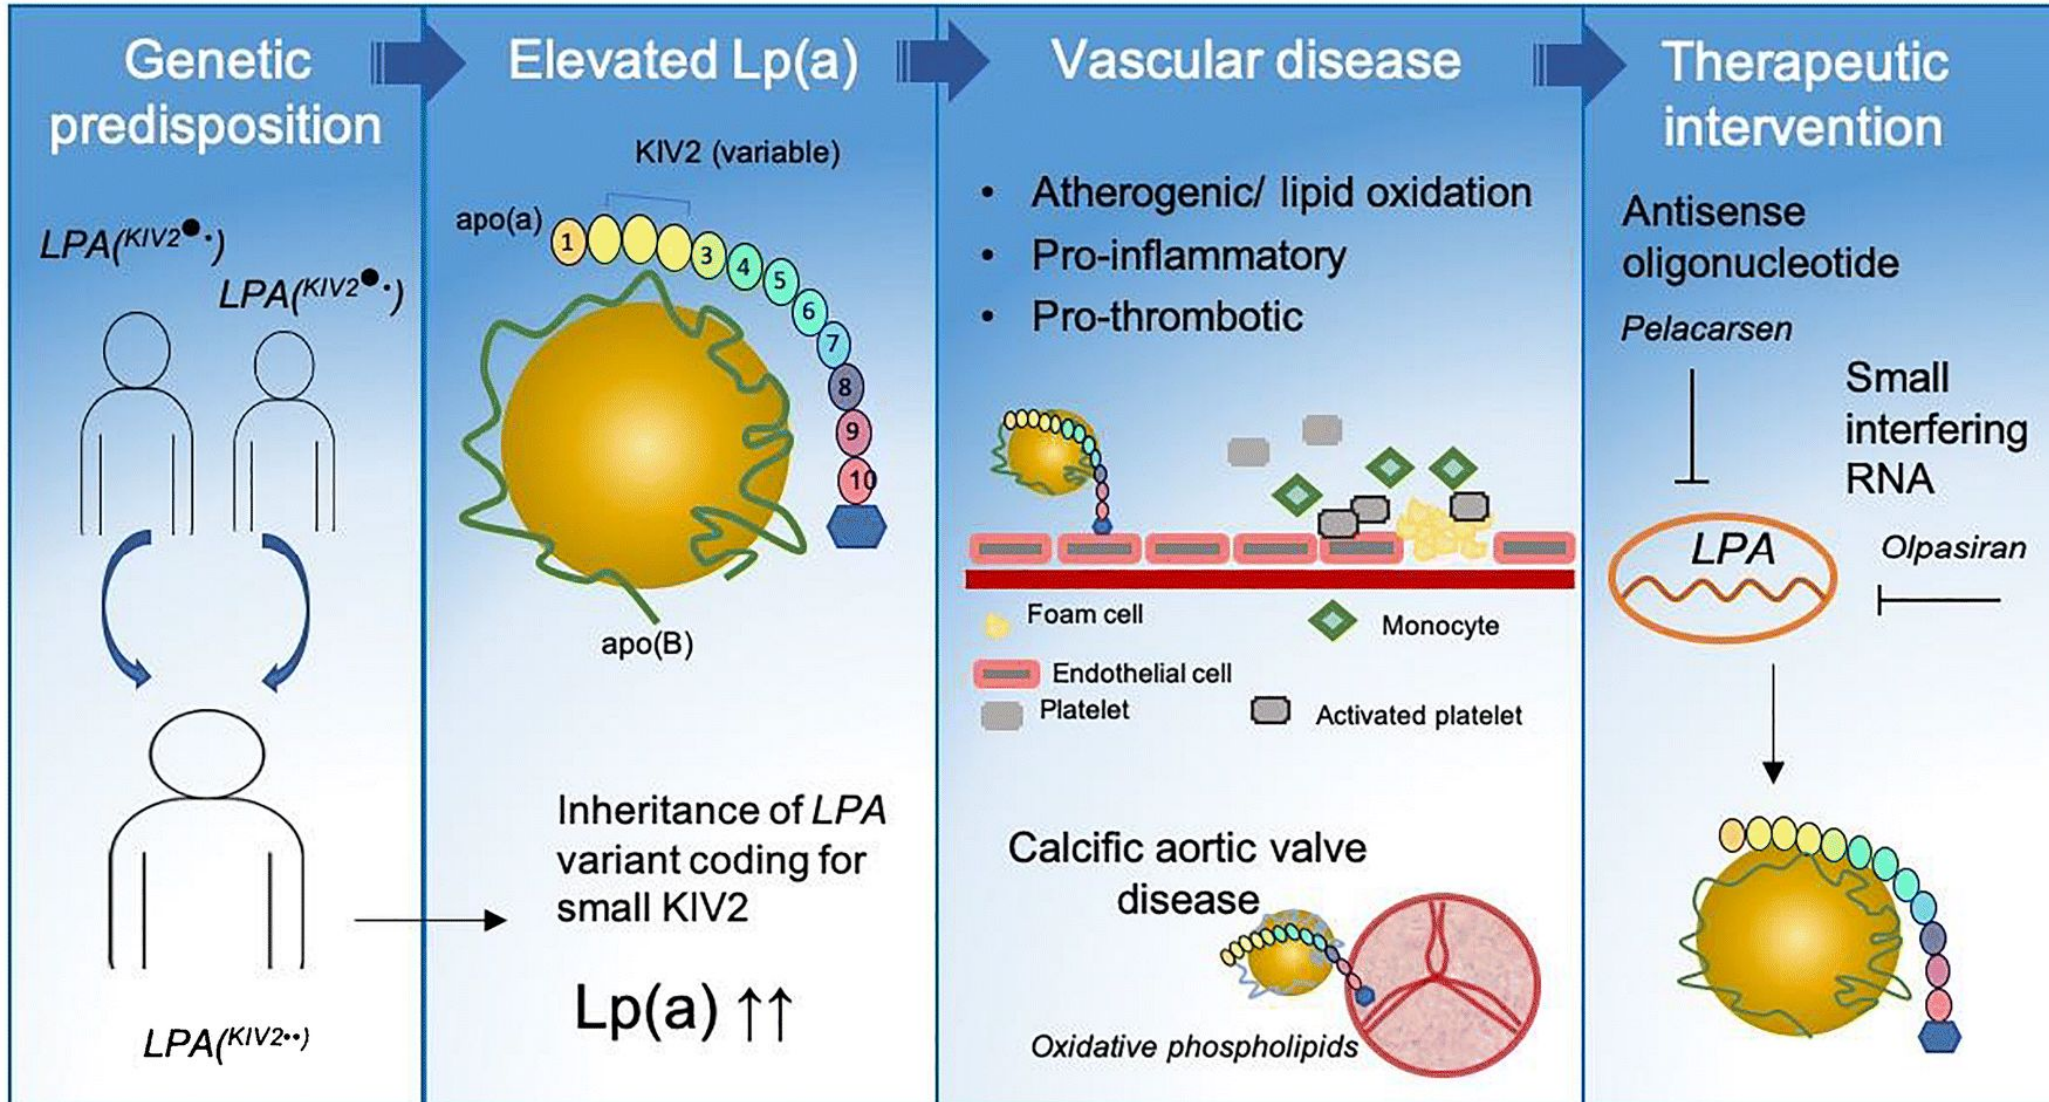 Genetic
predisposition
LPA(KIV2●•)
LPA(KIV2●•)
LPA(KIV2••)
Elevated Lp(a)
KIV2 (variable)
apo(a)
1
3
4
5
6
7
8
9
10
apo(B)
Inheritance of LPA
variant coding for
small KIV2
Lp(a) ↑↑
Vascular disease
• Atherogenic/ lipid oxidation
• Pro-inflammatory
• Pro-thrombotic
Foam cell
Monocyte
Endothelial cell
Platelet
Activated platelet
Calcific aortic valve
disease
Oxidative phospholipids
Therapeutic
intervention
Antisense
oligonucleotide
Pelacarsen
Small
interfering
RNA
LPA
Olpasiran